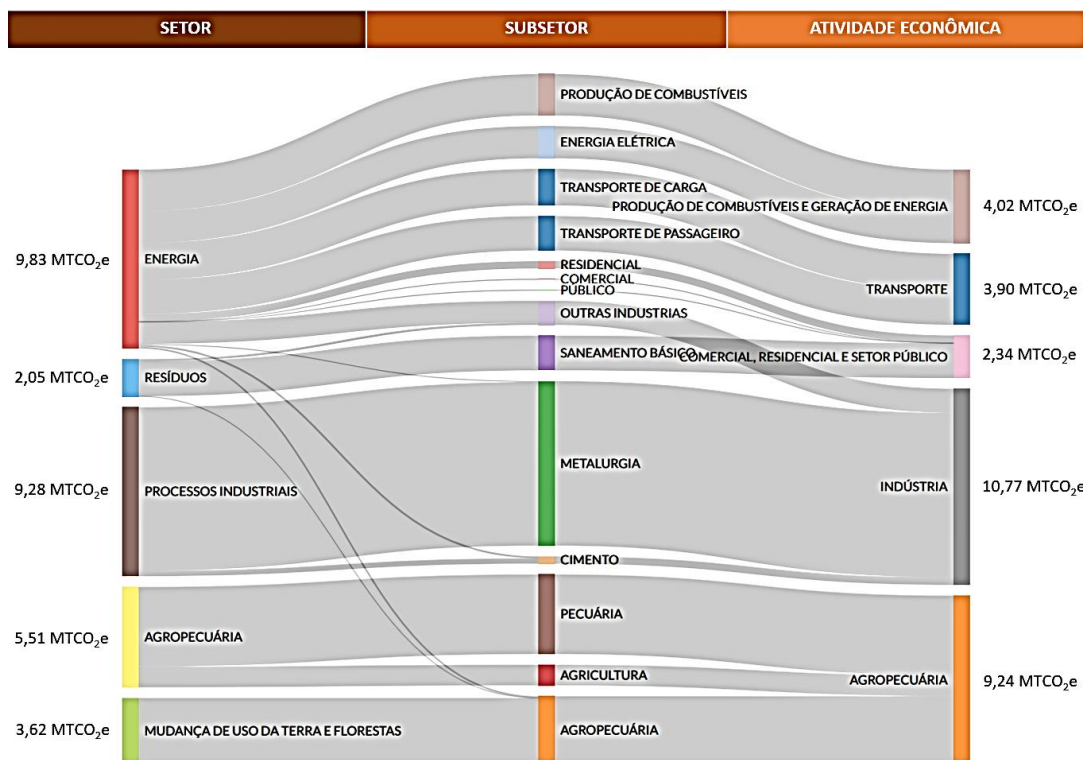 SETOR
SUBSETOR
ATIVIDADE ECONÔMICA
9,83 MTCO₂e
2,05 MTCO₂e
9,28 MTCO₂e
5,51 MTCO₂e
3,62 MTCO₂e
ENERGIA
RESÍDUOS
PROCESSOS INDUSTRIAIS
AGROPECUÁRIA
MUDANÇA DE USO DA TERRA E FLORESTAS
PRODUÇÃO DE COMBUSTÍVEIS
ENERGIA ELÉTRICA
TRANSPORTE DE CARGA
TRANSPORTE DE PASSAGEIRO
RESIDENCIAL
COMERCIAL
PÚBLICO
OUTRAS INDUSTRIAS
SANEAMENTO BÁSICO
METALURGIA
CIMENTO
PECUÁRIA
AGRICULTURA
AGROPECUÁRIA
PRODUÇÃO DE COMBUSTÍVEIS E GERAÇÃO DE ENERGIA
TRANSPORTE
COMERCIAL, RESIDENCIAL E SETOR PÚBLICO
INDÚSTRIA
AGROPECUÁRIA
4,02 MTCO₂e
3,90 MTCO₂e
2,34 MTCO₂e
10,77 MTCO₂e
9,24 MTCO₂e